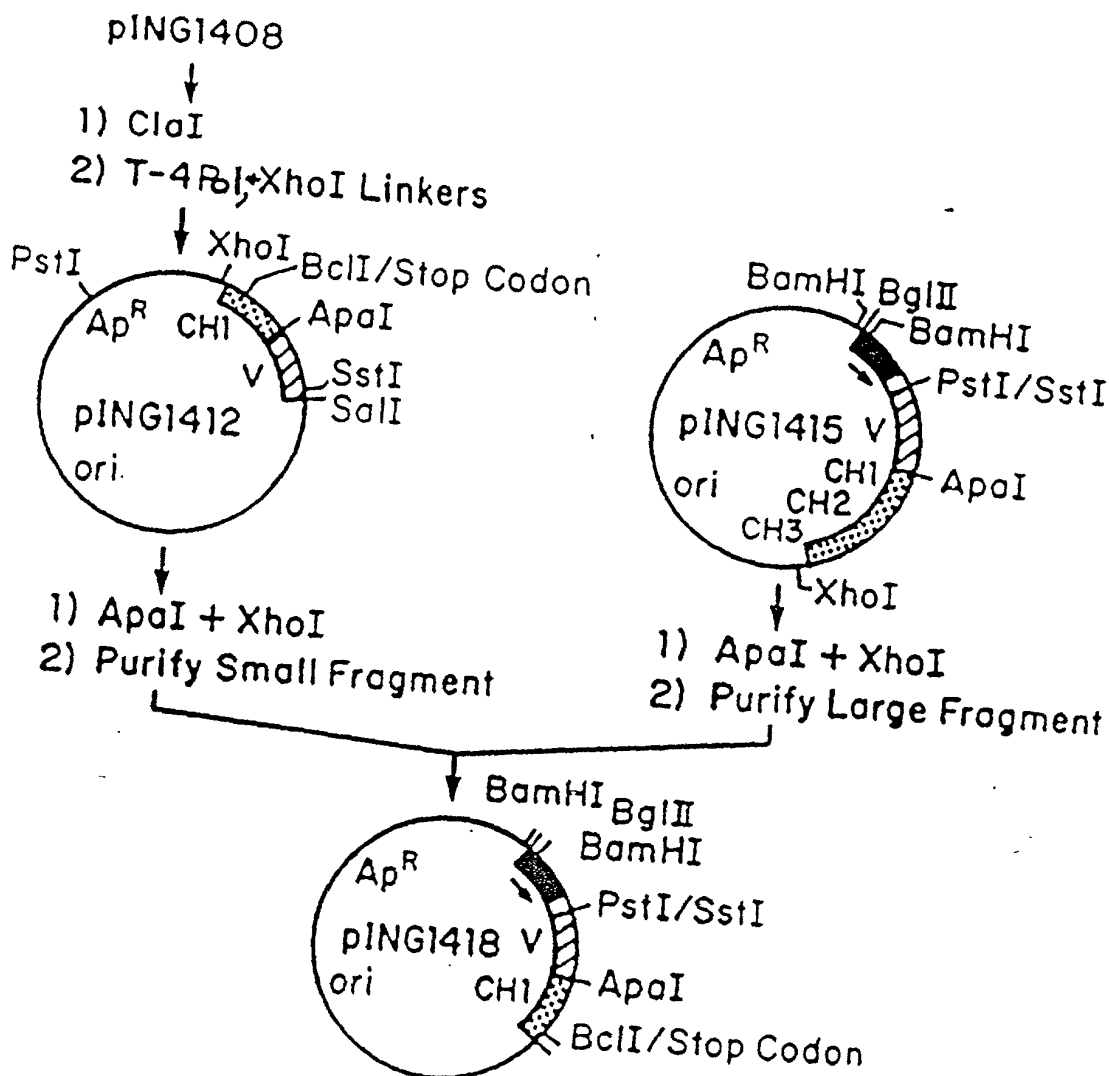 pING1408
1) ClaI
2) T-4 Pol, + XhoI Linkers
PstI
XhoI
BclI/Stop Codon
Ap^R
CH1
ApaI
V
SstI
SalI
pING1412
ori.
1) ApaI + XhoI
2) Purify Small Fragment
BamHI
BglII
BamHI
Ap^R
PstI/SstI
pING1415
V
CH1
ApaI
ori
CH2
CH3
XhoI
1) ApaI + XhoI
2) Purify Large Fragment
BamHI
BglII
BamHI
Ap^R
PstI/SstI
pING1418
V
ori
CH1
ApaI
BclI/Stop Codon